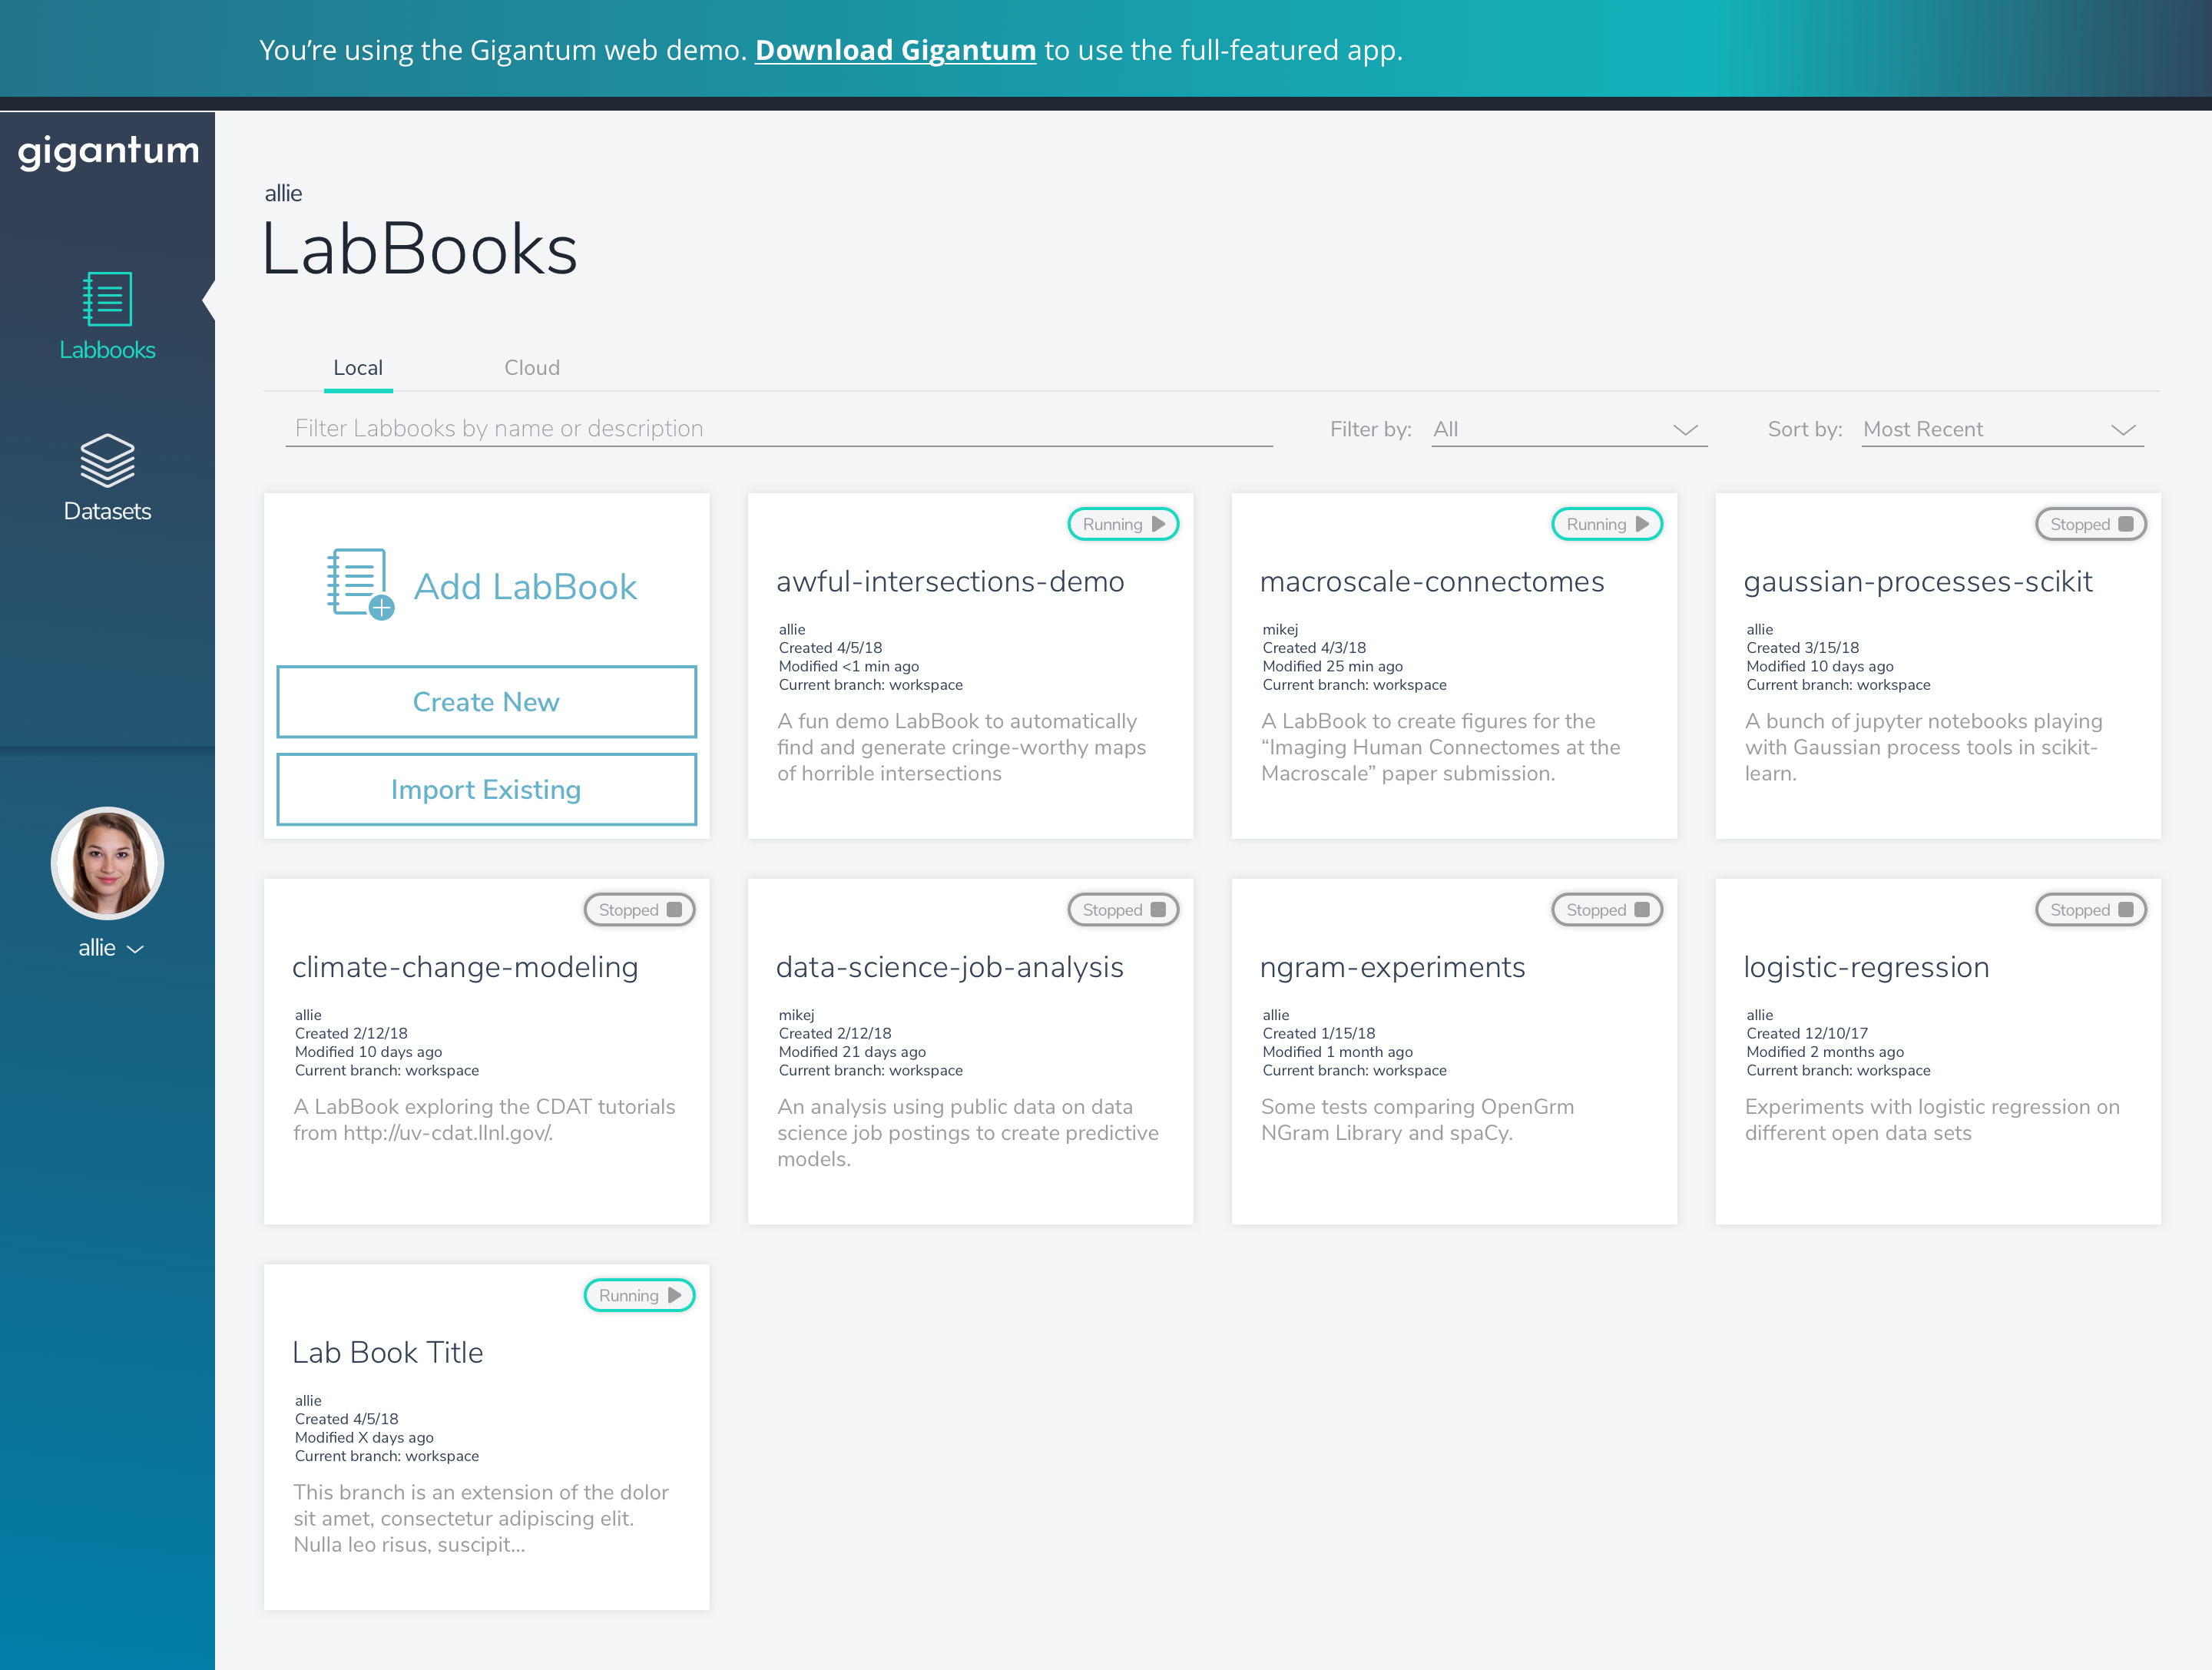 You’re using the Gigantum web demo. Download Gigantum to use the full-featured app.
gigantum
Labbooks
Datasets
allie
allie
LabBooks
Local
Cloud
Filter Labbooks by name or description
Filter by:
All
Sort by:
Most Recent
Add LabBook
Create New
Import Existing
Running
awful-intersections-demo
allie
Created 4/5/18
Modified <1 min ago
Current branch: workspace
A fun demo LabBook to automatically
find and generate cringe-worthy maps
of horrible intersections
Running
macroscale-connectomes
mikej
Created 4/3/18
Modified 25 min ago
Current branch: workspace
A LabBook to create figures for the
“Imaging Human Connectomes at the
Macroscale” paper submission.
Stopped
gaussian-processes-scikit
allie
Created 3/15/18
Modified 10 days ago
Current branch: workspace
A bunch of jupyter notebooks playing
with Gaussian process tools in scikit-
learn.
Stopped
climate-change-modeling
allie
Created 2/12/18
Modified 10 days ago
Current branch: workspace
A LabBook exploring the CDAT tutorials
from http://uv-cdat.llnl.gov/.
Stopped
data-science-job-analysis
mikej
Created 2/12/18
Modified 21 days ago
Current branch: workspace
An analysis using public data on data
science job postings to create predictive
models.
Stopped
ngram-experiments
allie
Created 1/15/18
Modified 1 month ago
Current branch: workspace
Some tests comparing OpenGrm
NGram Library and spaCy.
Stopped
logistic-regression
allie
Created 12/10/17
Modified 2 months ago
Current branch: workspace
Experiments with logistic regression on
different open data sets
Running
Lab Book Title
allie
Created 4/5/18
Modified X days ago
Current branch: workspace
This branch is an extension of the dolor
sit amet, consectetur adipiscing elit.
Nulla leo risus, suscipit...